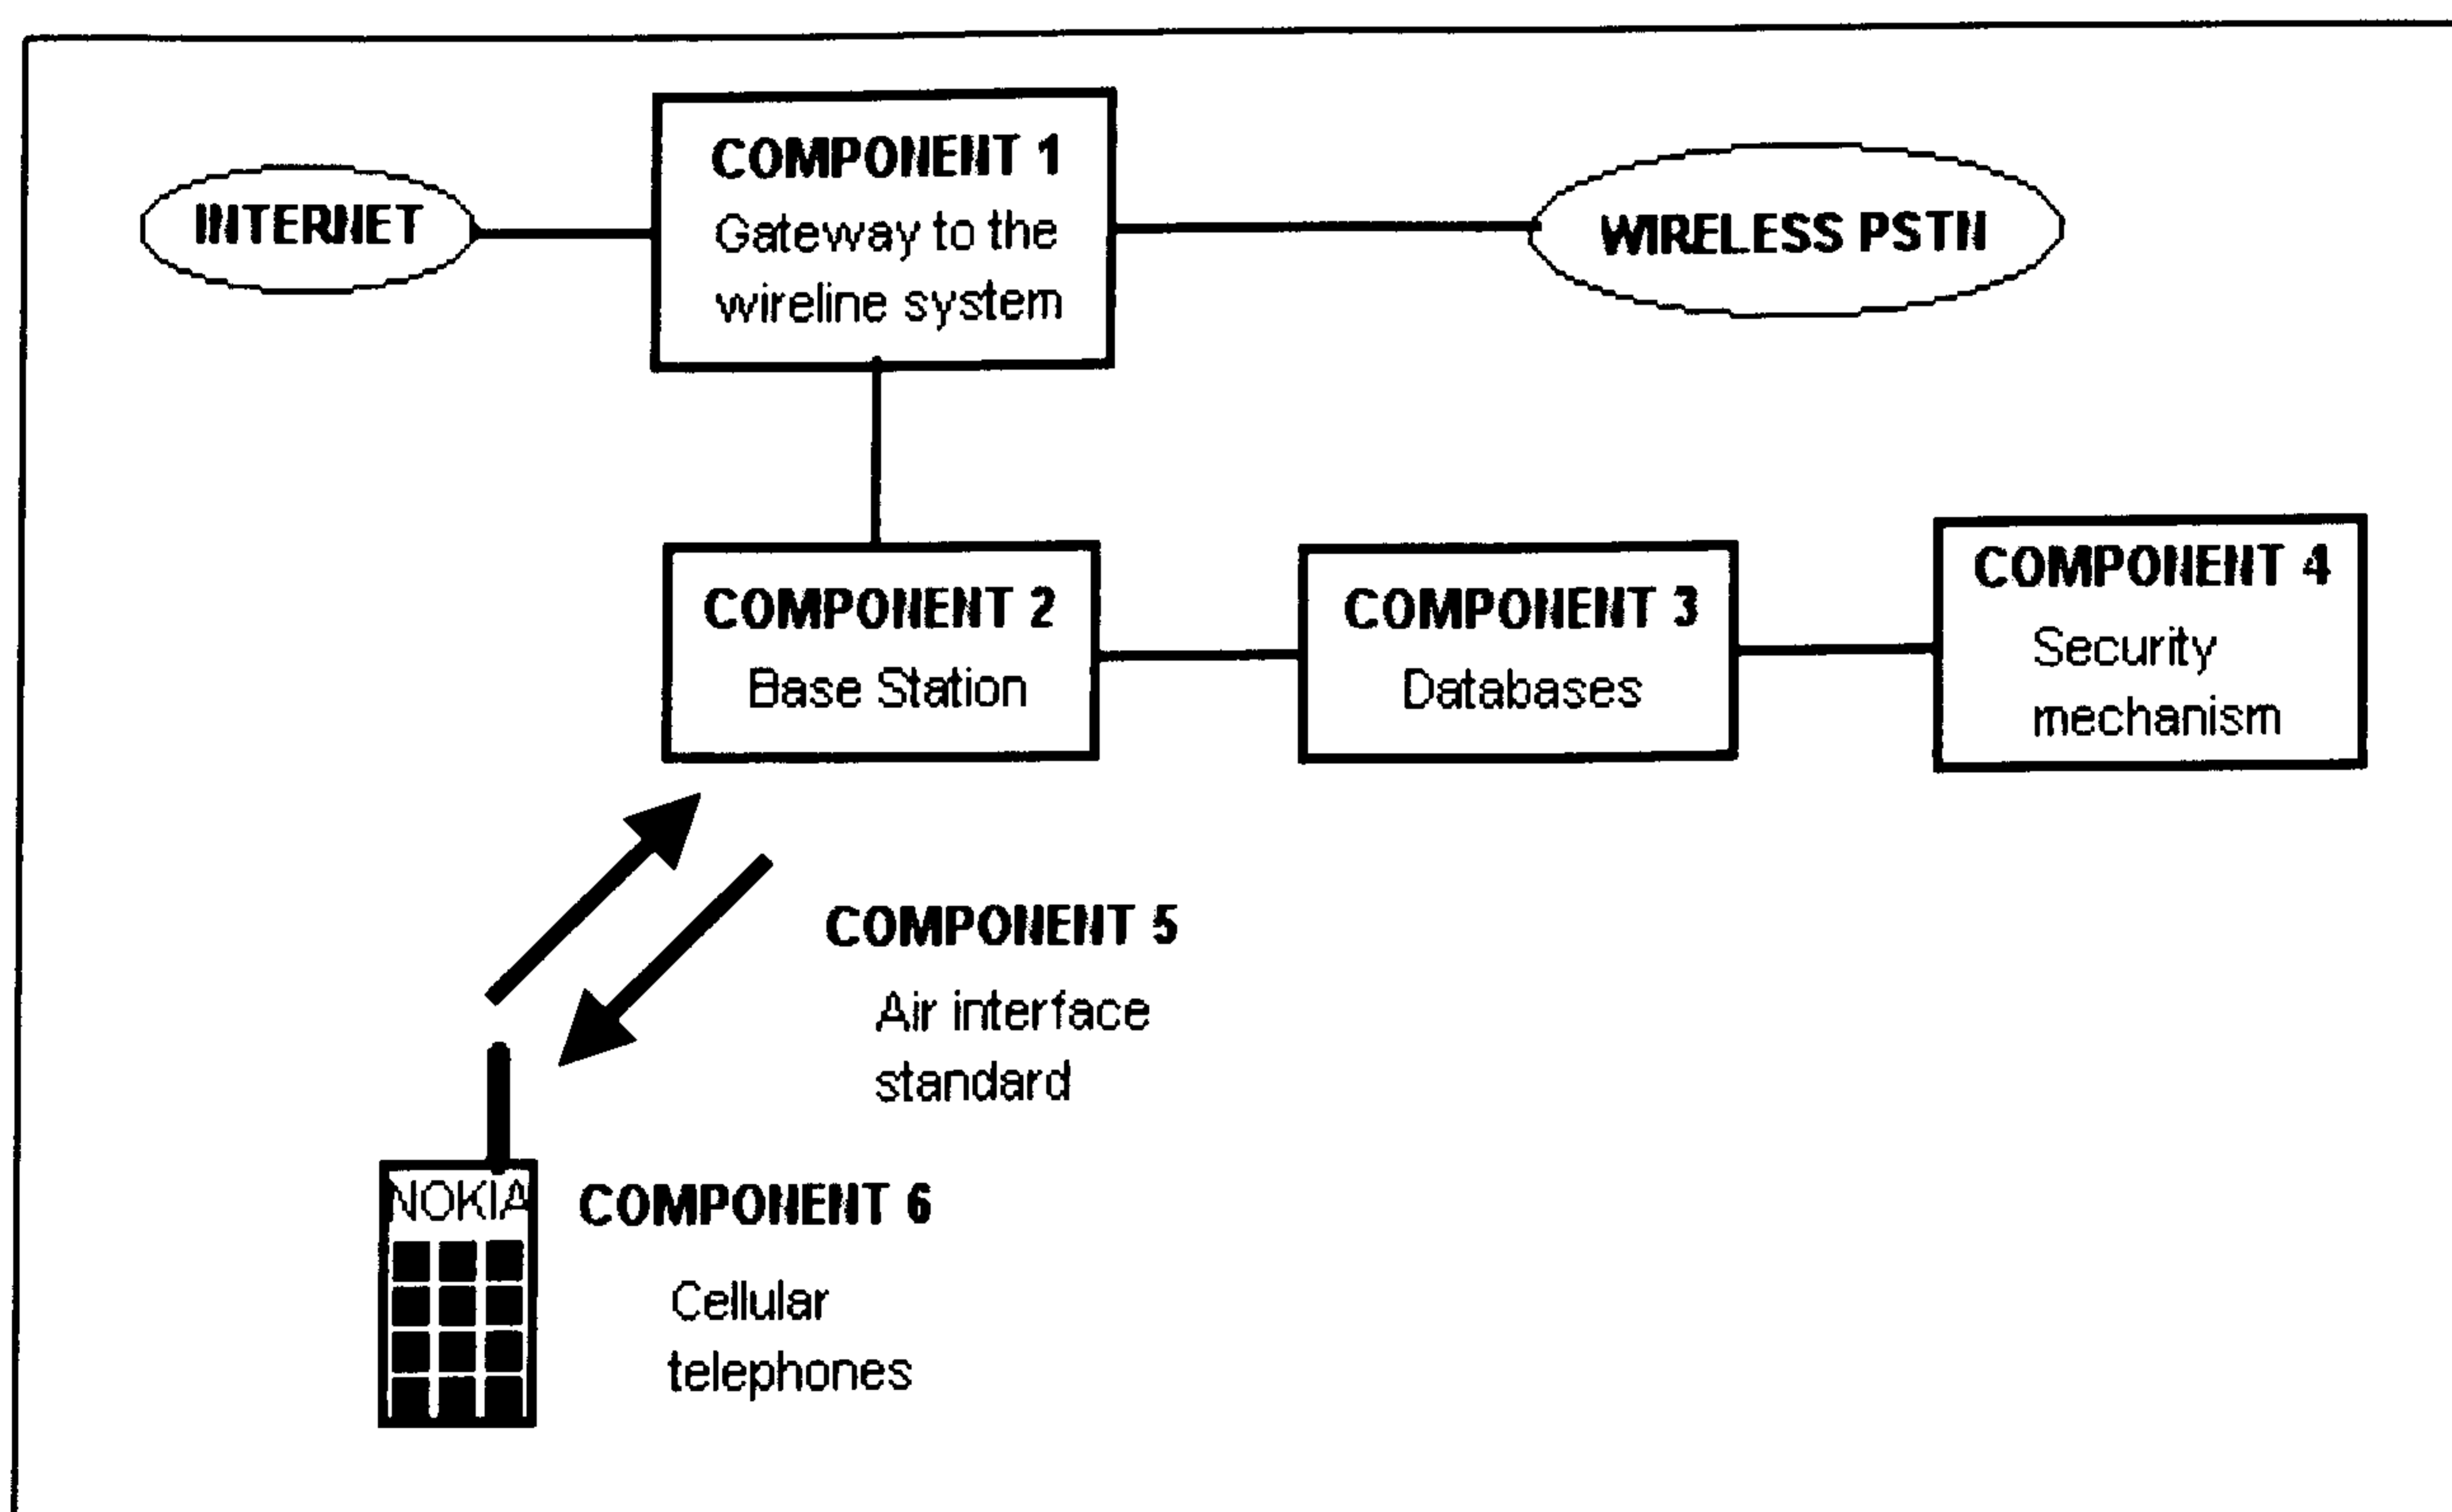 INTERNET
COMPONENT 1
Gateway to the
wireline system
WIRELESS PSTN
COMPONENT 2
Base Station
COMPONENT 3
Databases
COMPONENT 4
Security
mechanism
COMPONENT 5
Air interface
standard
NOKIA
COMPONENT 6
Cellular
telephones